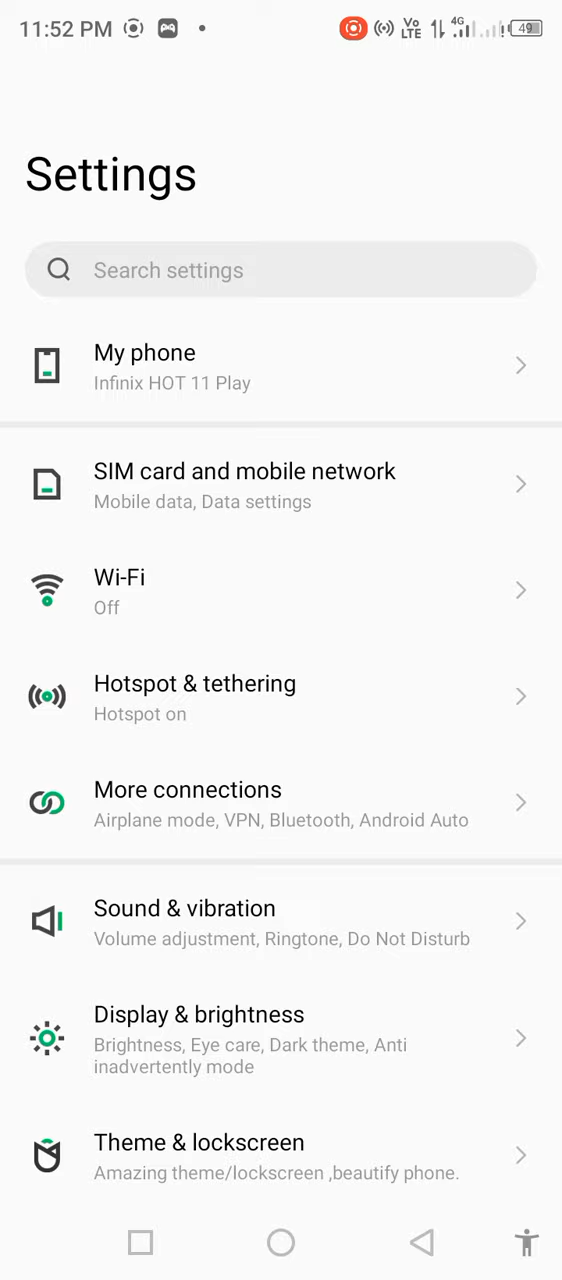 11:52 PM
Vo
LTE
4G
49
Settings
Search settings
My phone
Infinix HOT 11 Play
SIM card and mobile network
Mobile data, Data settings
Wi-Fi
Off
Hotspot & tethering
Hotspot on
More connections
Airplane mode, VPN, Bluetooth, Android Auto
Sound & vibration
Volume adjustment, Ringtone, Do Not Disturb
Display & brightness
Brightness, Eye care, Dark theme, Anti
inadvertently mode
Theme & lockscreen
Amazing theme/lockscreen ,beautify phone.